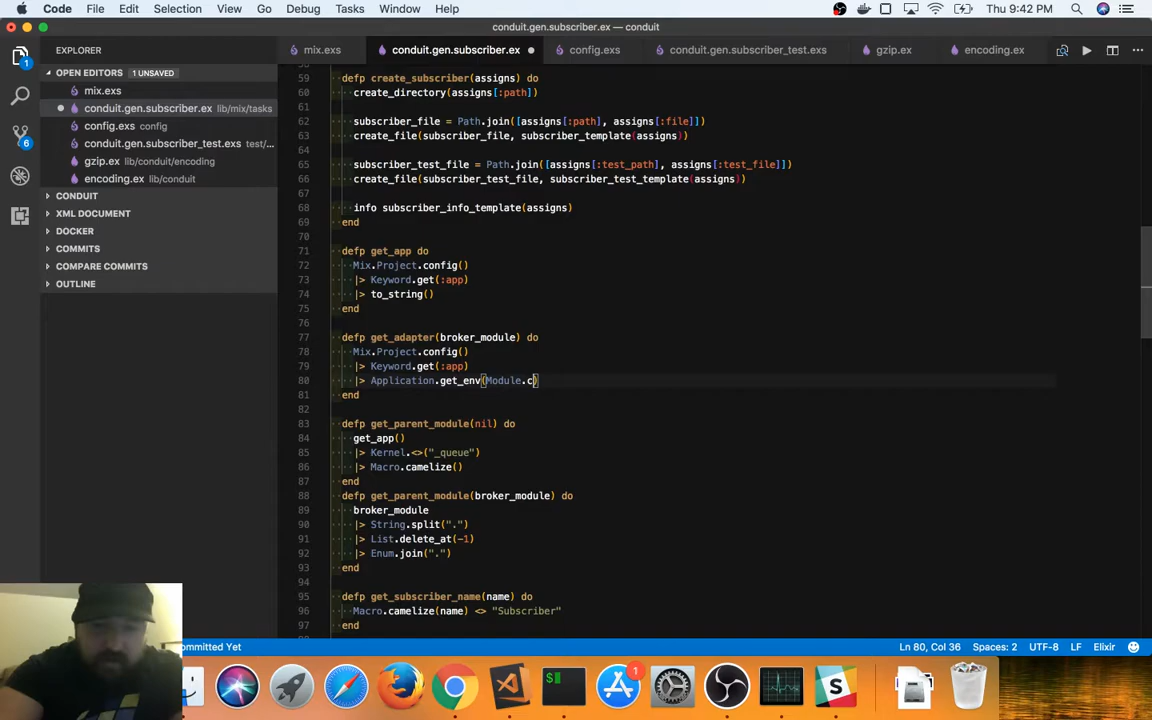 Code File Edit Selection View Go Debug Tasks Window Help Thu 9:42 PM
conduit.gen.subscriber.ex — conduit
EXPLORER
mix.exs conduit.gen.subscriber.ex config.exs conduit.gen.subscriber_test.exs gzip.ex encoding.ex
OPEN EDITORS 1 UNSAVED
mix.exs
conduit.gen.subscriber.ex lib/mix/tasks
config.exs config
conduit.gen.subscriber_test.exs test/...
gzip.ex lib/conduit/encoding
encoding.ex lib/conduit
CONDUIT
XML DOCUMENT
DOCKER
COMMITS
COMPARE COMMITS
OUTLINE
1
6
59 defp create_subscriber(assigns) do
60 create_directory(assigns[:path])
61
62 subscriber_file = Path.join([assigns[:path], assigns[:file]])
63 create_file(subscriber_file, subscriber_template(assigns))
64
65 subscriber_test_file = Path.join([assigns[:test_path], assigns[:test_file]])
66 create_file(subscriber_test_file, subscriber_test_template(assigns))
67
68 info subscriber_info_template(assigns)
69 end
70
71 defp get_app do
72 Mix.Project.config()
73 |> Keyword.get(:app)
74 |> to_string()
75 end
76
77 defp get_adapter(broker_module) do
78 Mix.Project.config()
79 |> Keyword.get(:app)
80 |> Application.get_env(Module.c)
81 end
82
83 defp get_parent_module(nil) do
84 get_app()
85 |> Kernel.<>("_queue")
86 |> Macro.camelize()
87 end
88 defp get_parent_module(broker_module) do
89 broker_module
90 |> String.split(".")
91 |> List.delete_at(-1)
92 |> Enum.join(".")
93 end
94
95 defp get_subscriber_name(name) do
96 Macro.camelize(name) <> "Subscriber"
97 end
ommitted Yet Ln 80, Col 36 Spaces: 2 UTF-8 LF Elixir
1